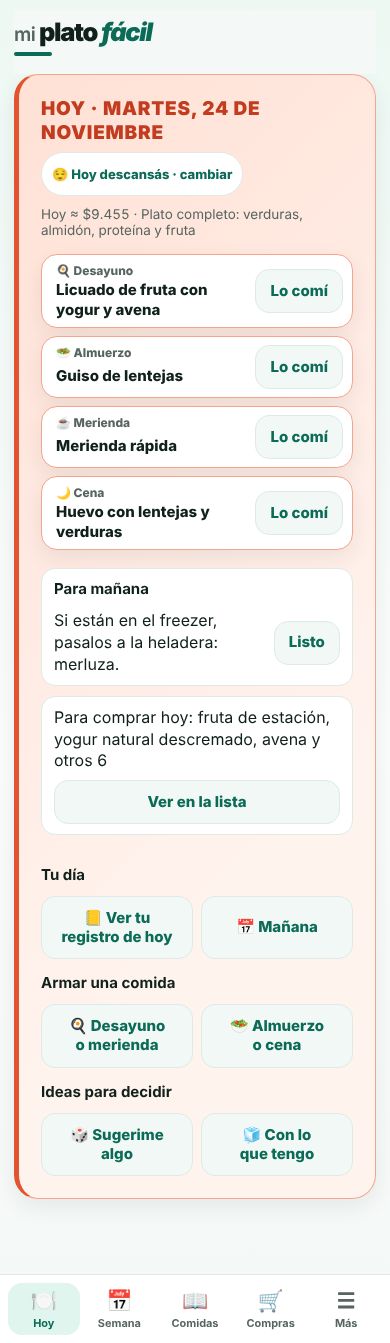 mi plato fácil
HOY · MARTES, 24 DE
NOVIEMBRE
😌 Hoy descansás · cambiar
Hoy ≈ $9.455 · Plato completo: verduras,
almidón, proteína y fruta
🍳 Desayuno
Licuado de fruta con
yogur y avena
Lo comí
🥗 Almuerzo
Guiso de lentejas
Lo comí
☕ Merienda
Merienda rápida
Lo comí
🌙 Cena
Huevo con lentejas y
verduras
Lo comí
Para mañana
Si están en el freezer,
pasalos a la heladera:
merluza.
Listo
Para comprar hoy: fruta de estación,
yogur natural descremado, avena y
otros 6
Ver en la lista
Tu día
📒 Ver tu
registro de hoy
📅 Mañana
Armar una comida
🍳 Desayuno
o merienda
🥗 Almuerzo
o cena
Ideas para decidir
🎲 Sugerime
algo
🧊 Con lo
que tengo
Hoy
Semana
Comidas
Compras
Más